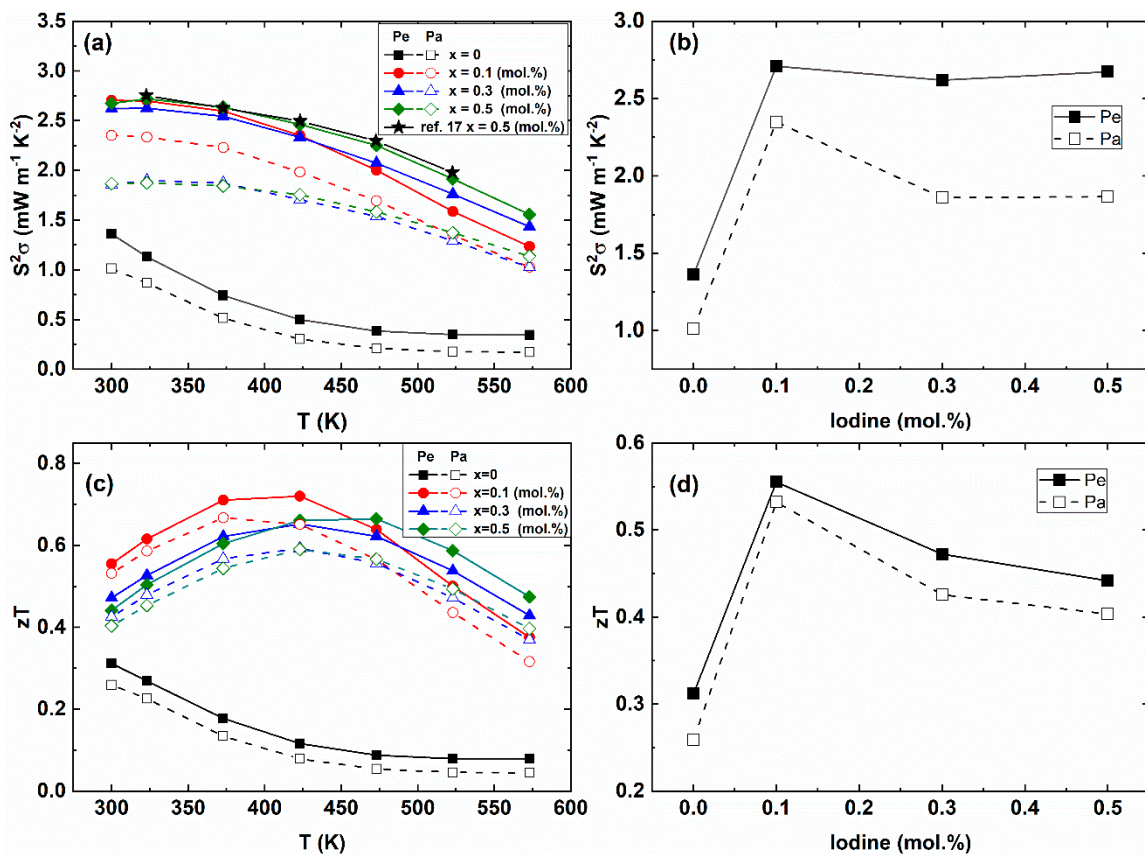 (a)
Pe Pa
x = 0
x = 0.1 (mol.%)
x = 0.3 (mol.%)
x = 0.5 (mol.%)
ref. 17 x = 0.5 (mol.%)
3.5
3.0
2.5
2.0
1.5
1.0
0.5
0.0
S²σ (mW m⁻¹ K⁻²)
300 350 400 450 500 550 600
T (K)
(b)
Pe
Pa
3.0
2.5
2.0
1.5
1.0
S²σ (mW m⁻¹ K⁻²)
0.0 0.1 0.2 0.3 0.4 0.5
Iodine (mol.%)
(c)
Pe Pa
x=0
x=0.1 (mol.%)
x=0.3 (mol.%)
x=0.5 (mol.%)
0.8
0.6
0.4
0.2
0.0
zT
300 350 400 450 500 550 600
T (K)
(d)
Pe
Pa
0.6
0.5
0.4
0.3
0.2
zT
0.0 0.1 0.2 0.3 0.4 0.5
Iodine (mol.%)